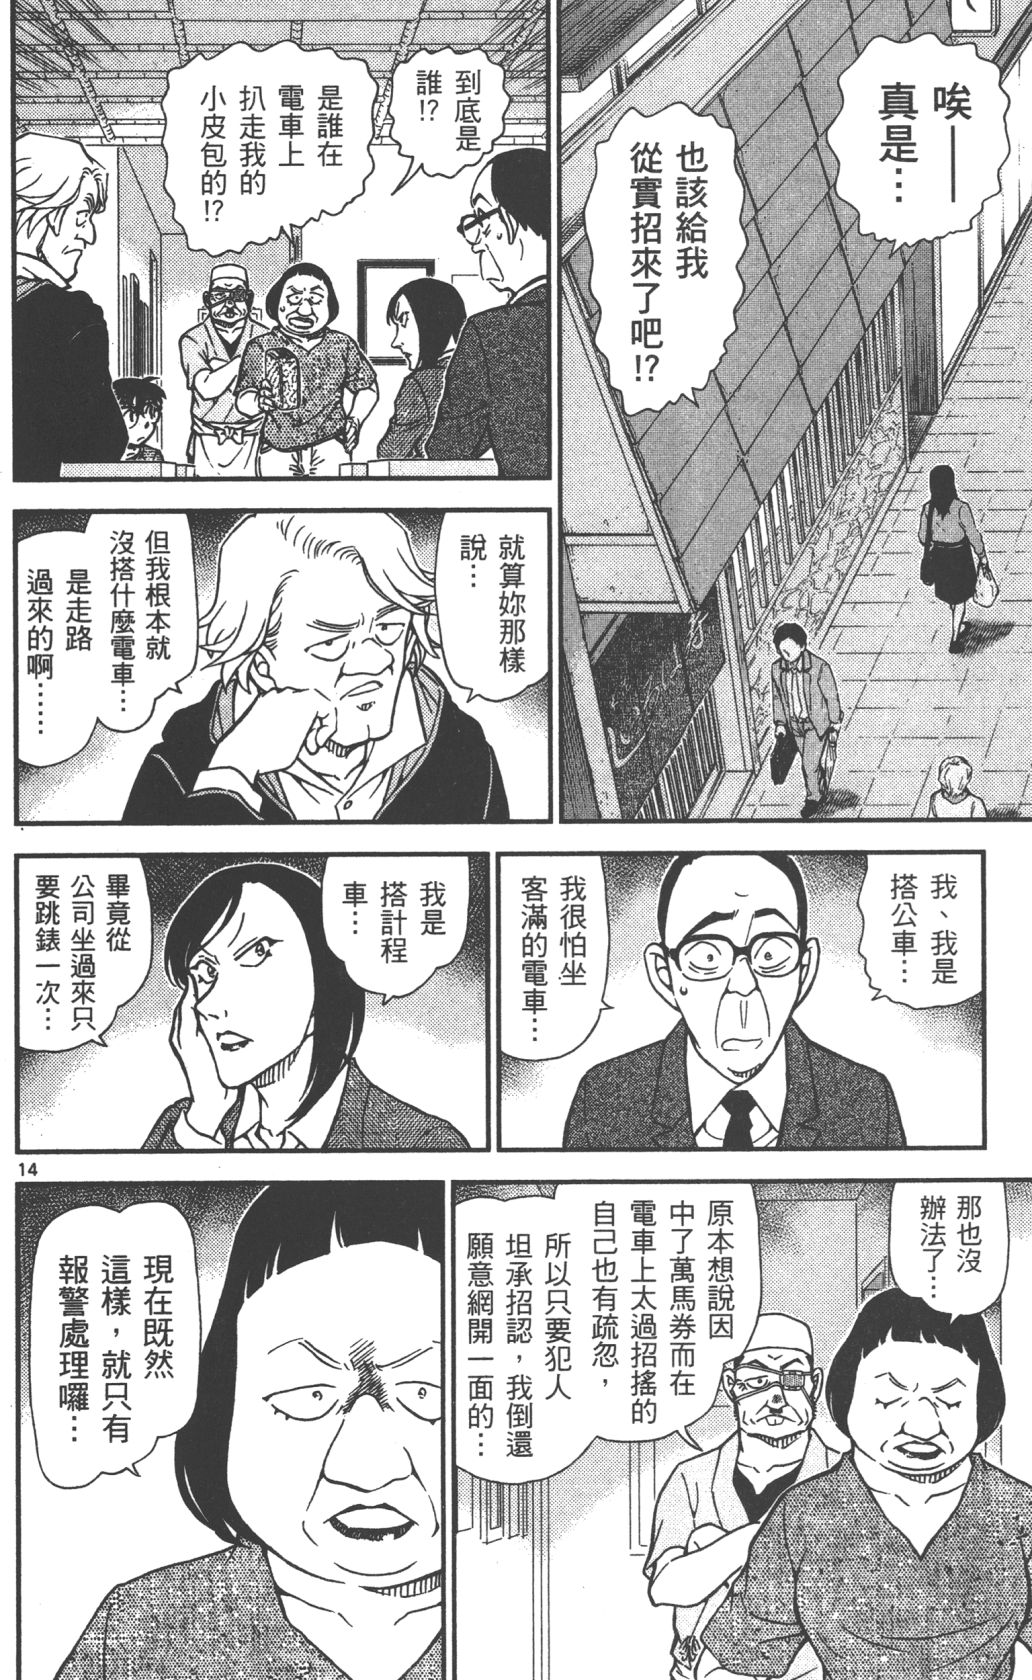 唉——
真是…
也該給我
從實招來了吧!?
到底是
誰!?
是誰在
電車上
扒走我的
小皮包的!?
就算妳那樣
說…
但我根本就
沒搭什麼電車…
是走路
過來的啊……
我、我是
搭公車…
我很怕坐
客滿的電車…
我是
搭計程
車…
畢竟從
公司坐過來只
要跳錶一次…
14
那也沒
辦法了…
原本想說因
中了萬馬券而在
電車上太過招搖的
自己也有疏忽，
所以只要犯人
坦承招認，我倒還
願意網開一面的…
現在既然
這樣，就只有
報警處理囉…